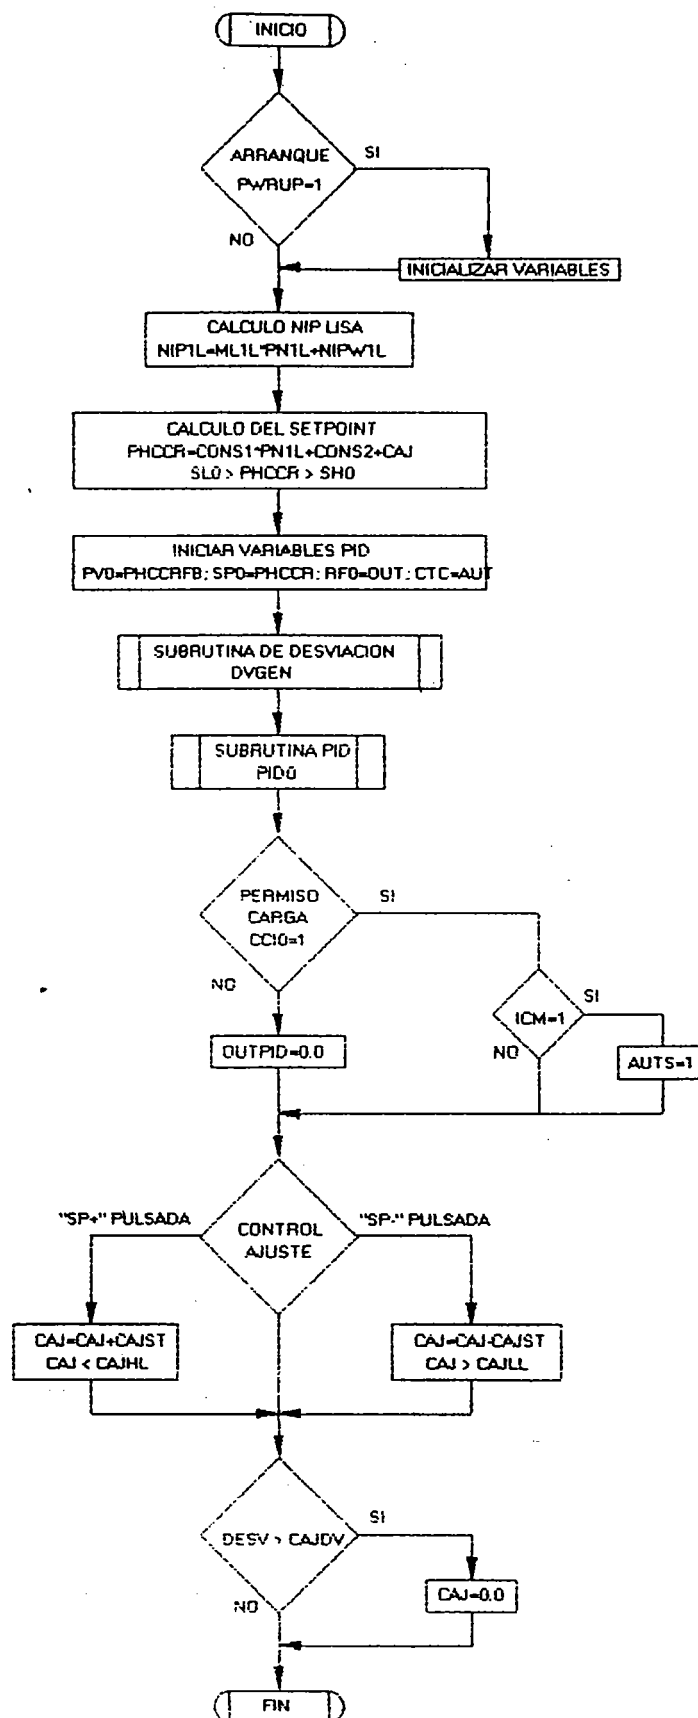 INICIO
ARRANQUE
PWRUP=1
SI
NO
INICIALIZAR VARIABLES
CALCULO NIP LISA
NIP1L=ML1L*PN1L+NIPW1L
CALCULO DEL SETPOINT
PHCCR=CONS1*PN1L+CONS2+CAJ
SL0 > PHCCR > SH0
INICIAR VARIABLES PID
PV0=PHCCRFB; SP0=PHCCR; RF0=OUT; CTC=AUT
SUBRUTINA DE DESVIACION
DVGEN
SUBRUTINA PID
PID0
PERMISO
CARGA
CCI0=1
SI
NO
ICM=1
SI
NO
OUTPID=0.0
AUTS=1
"SP+" PULSADA
"SP-" PULSADA
CONTROL
AJUSTE
CAJ=CAJ+CAJST
CAJ < CAJHL
CAJ=CAJ-CAJST
CAJ > CAJLL
DESV > CAJDV
SI
NO
CAJ=0.0
FIN